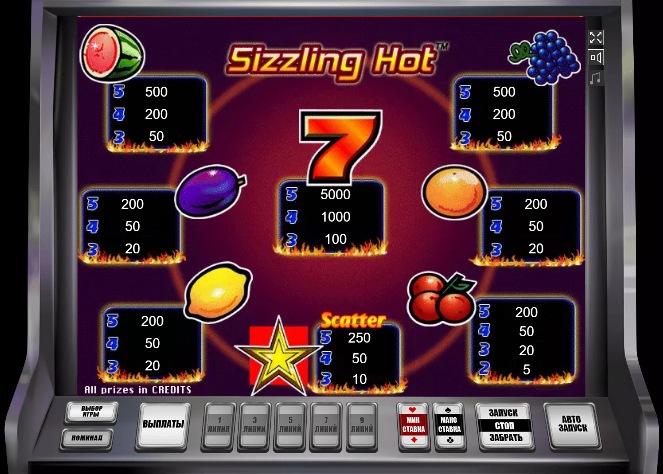 Sizzling Hot™
5 500
4 200
3 50
5 500
4 200
3 50
7
5 5000
4 1000
3 100
5 200
4 50
3 20
5 200
4 50
3 20
5 200
4 50
3 20
Scatter
5 250
4 50
3 10
5 200
4 50
3 20
2 5
All prizes in CREDITS
ВЫБОР ИГРЫ
НОМИНАЛ
ВЫПЛАТЫ
1 ЛИНИЯ
3 ЛИНИИ
5 ЛИНИЙ
7 ЛИНИЙ
9 ЛИНИЙ
МИН СТАВКА
МАКС СТАВКА
ЗАПУСК
СТОП
ЗАБРАТЬ
АВТО ЗАПУСК